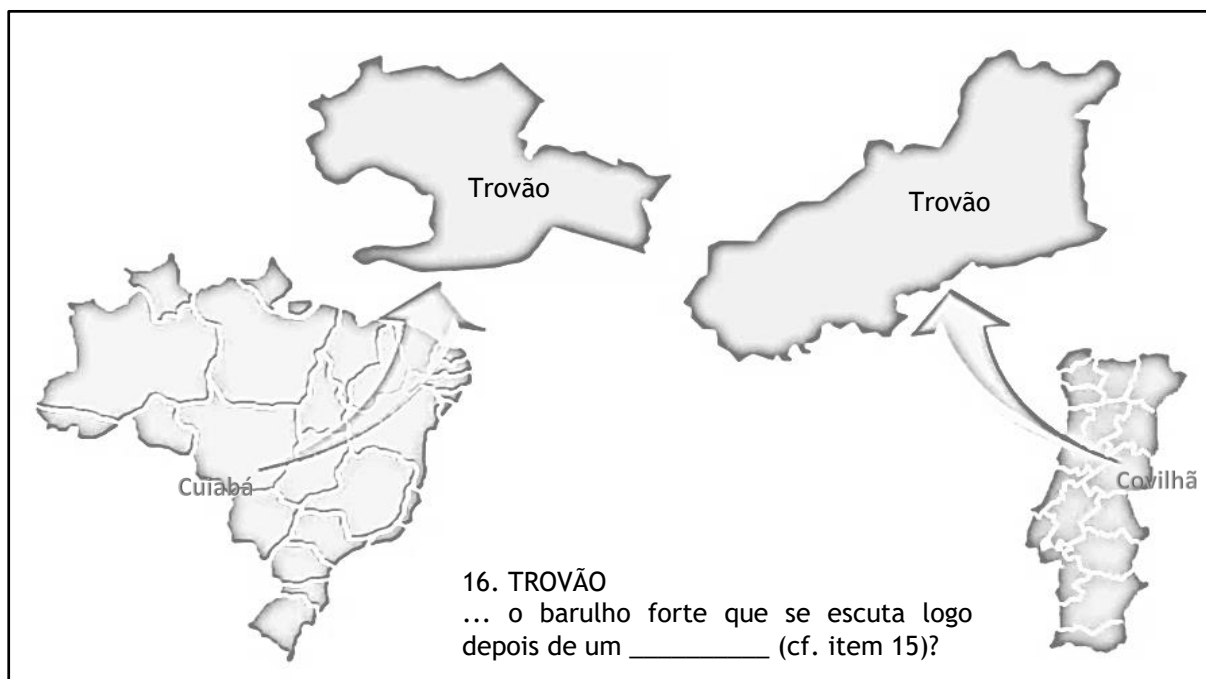 Trovão
Trovão
Cuiabá
Covilhã
16. TROVÃO
... o barulho forte que se escuta logo
depois de um __________ (cf. item 15)?